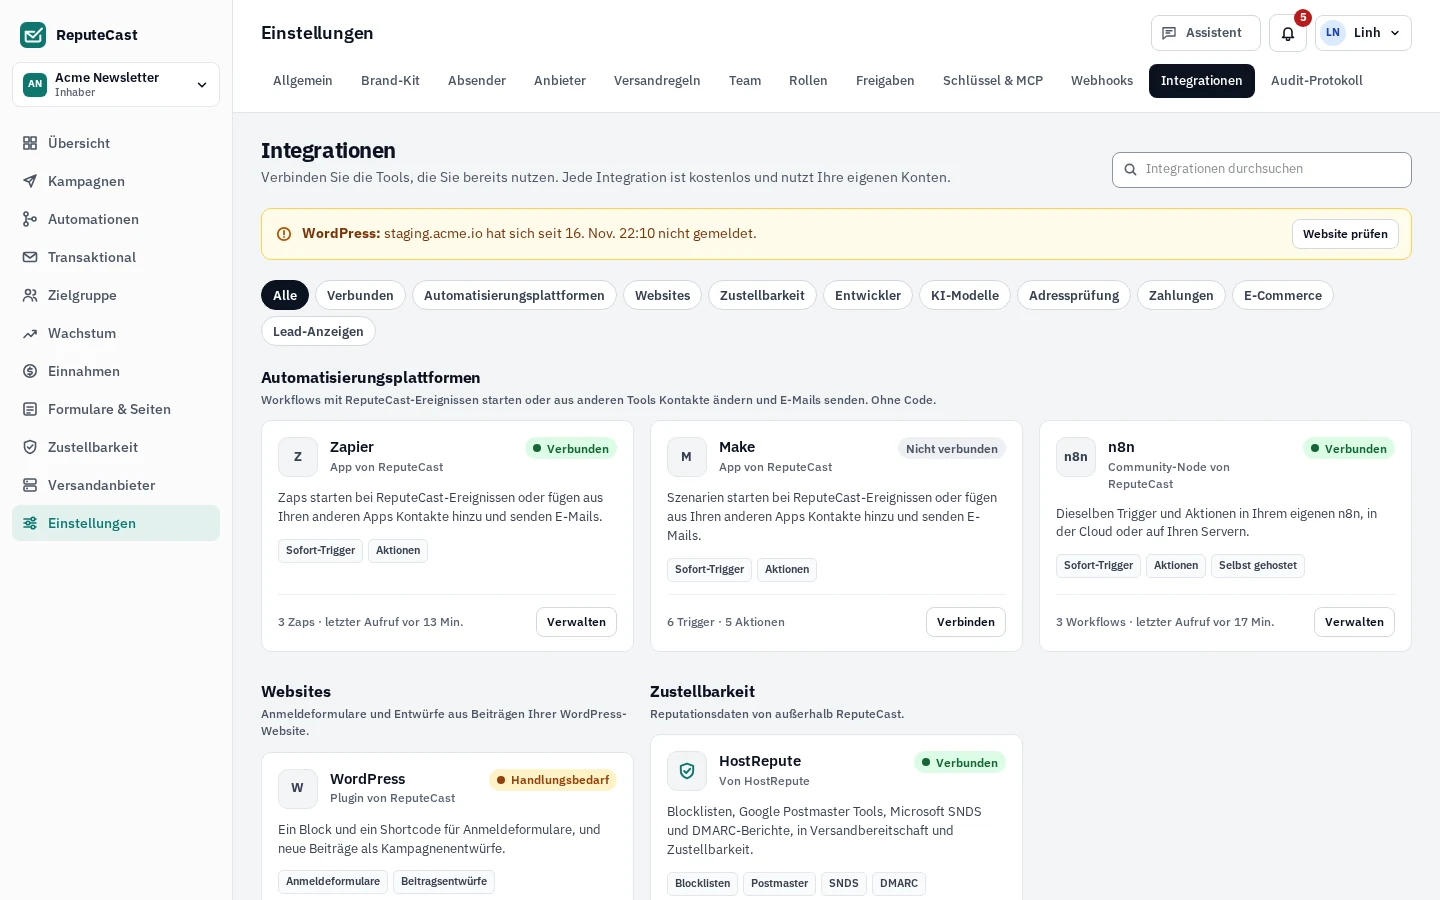 ReputeCast
AN
Acme Newsletter
Inhaber
Übersicht
Kampagnen
Automationen
Transaktional
Zielgruppe
Wachstum
Einnahmen
Formulare & Seiten
Zustellbarkeit
Versandanbieter
Einstellungen
Einstellungen
Assistent
5
LN
Linh
Allgemein
Brand-Kit
Absender
Anbieter
Versandregeln
Team
Rollen
Freigaben
Schlüssel & MCP
Webhooks
Integrationen
Audit-Protokoll
Integrationen
Verbinden Sie die Tools, die Sie bereits nutzen. Jede Integration ist kostenlos und nutzt Ihre eigenen Konten.
Integrationen durchsuchen
WordPress: staging.acme.io hat sich seit 16. Nov. 22:10 nicht gemeldet.
Website prüfen
Alle
Verbunden
Automatisierungsplattformen
Websites
Zustellbarkeit
Entwickler
KI-Modelle
Adressprüfung
Zahlungen
E-Commerce
Lead-Anzeigen
Automatisierungsplattformen
Workflows mit ReputeCast-Ereignissen starten oder aus anderen Tools Kontakte ändern und E-Mails senden. Ohne Code.
Z
Zapier
App von ReputeCast
Verbunden
Zaps starten bei ReputeCast-Ereignissen oder fügen aus
Ihren anderen Apps Kontakte hinzu und senden E-Mails.
Sofort-Trigger
Aktionen
3 Zaps · letzter Aufruf vor 13 Min.
Verwalten
M
Make
App von ReputeCast
Nicht verbunden
Szenarien starten bei ReputeCast-Ereignissen oder fügen
aus Ihren anderen Apps Kontakte hinzu und senden E-
Mails.
Sofort-Trigger
Aktionen
6 Trigger · 5 Aktionen
Verbinden
n8n
n8n
Community-Node von
ReputeCast
Verbunden
Dieselben Trigger und Aktionen in Ihrem eigenen n8n, in
der Cloud oder auf Ihren Servern.
Sofort-Trigger
Aktionen
Selbst gehostet
3 Workflows · letzter Aufruf vor 17 Min.
Verwalten
Websites
Anmeldeformulare und Entwürfe aus Beiträgen Ihrer WordPress-
Website.
W
WordPress
Plugin von ReputeCast
Handlungsbedarf
Ein Block und ein Shortcode für Anmeldeformulare, und
neue Beiträge als Kampagnenentwürfe.
Anmeldeformulare
Beitragsentwürfe
Zustellbarkeit
Reputationsdaten von außerhalb ReputeCast.
HostRepute
Von HostRepute
Verbunden
Blocklisten, Google Postmaster Tools, Microsoft SNDS
und DMARC-Berichte, in Versandbereitschaft und
Zustellbarkeit.
Blocklisten
Postmaster
SNDS
DMARC